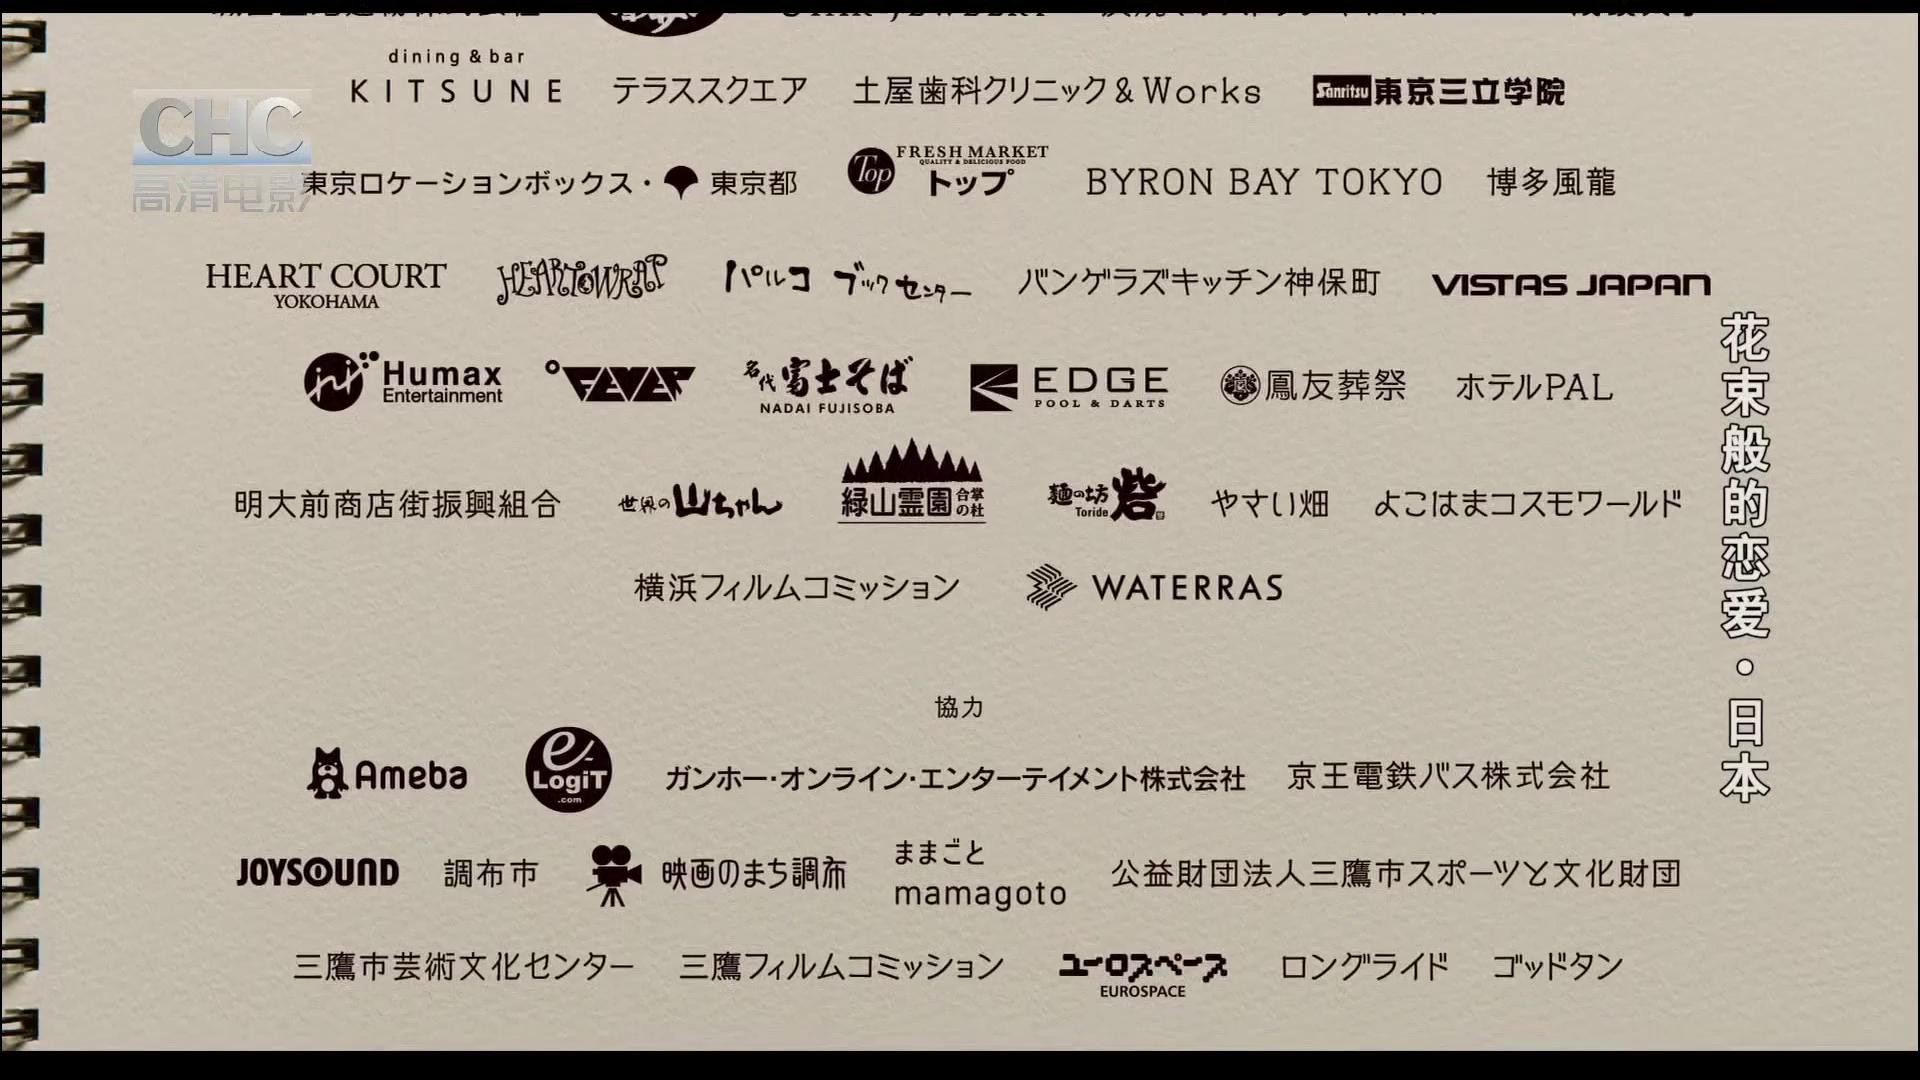 dining & bar
KITSUNE テラススクエア 土屋歯科クリニック&Works Sanritsu東京三立学院
CHC
高清电影
東京ロケーションボックス・東京都 Top FRESH MARKET QUALITY & DELICIOUS FOOD トップ BYRON BAY TOKYO 博多風龍
HEART COURT YOKOHAMA HEARTOWRAP パルコ ブックセンター バンゲラズキッチン神保町 VISTAS JAPAN
Humax Entertainment FEVER 名代富士そば NADAI FUJISOBA EDGE POOL & DARTS 鳳友葬祭 ホテルPAL
明大前商店街振興組合 世界の山ちゃん 緑山霊園 合掌の杜 麺の坊 砦 Toride やさい畑 よこはまコスモワールド
横浜フィルムコミッション WATERRAS
協力
Ameba e-LogiT.com ガンホー・オンライン・エンターテイメント株式会社 京王電鉄バス株式会社
JOYSOUND 調布市 映画のまち調布 ままごと mamagoto 公益財団法人三鷹市スポーツと文化財団
三鷹市芸術文化センター 三鷹フィルムコミッション ユーロスペース EUROSPACE ロングライド ゴッドタン
花束般的恋爱・日本